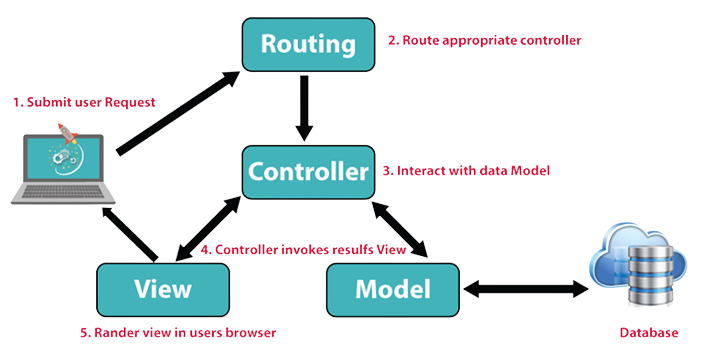 Routing
2. Route appropriate controller
1. Submit user Request
Controller
3. Interact with data Model
4. Controller invokes resulfs View
View
Model
5. Rander view in users browser
Database